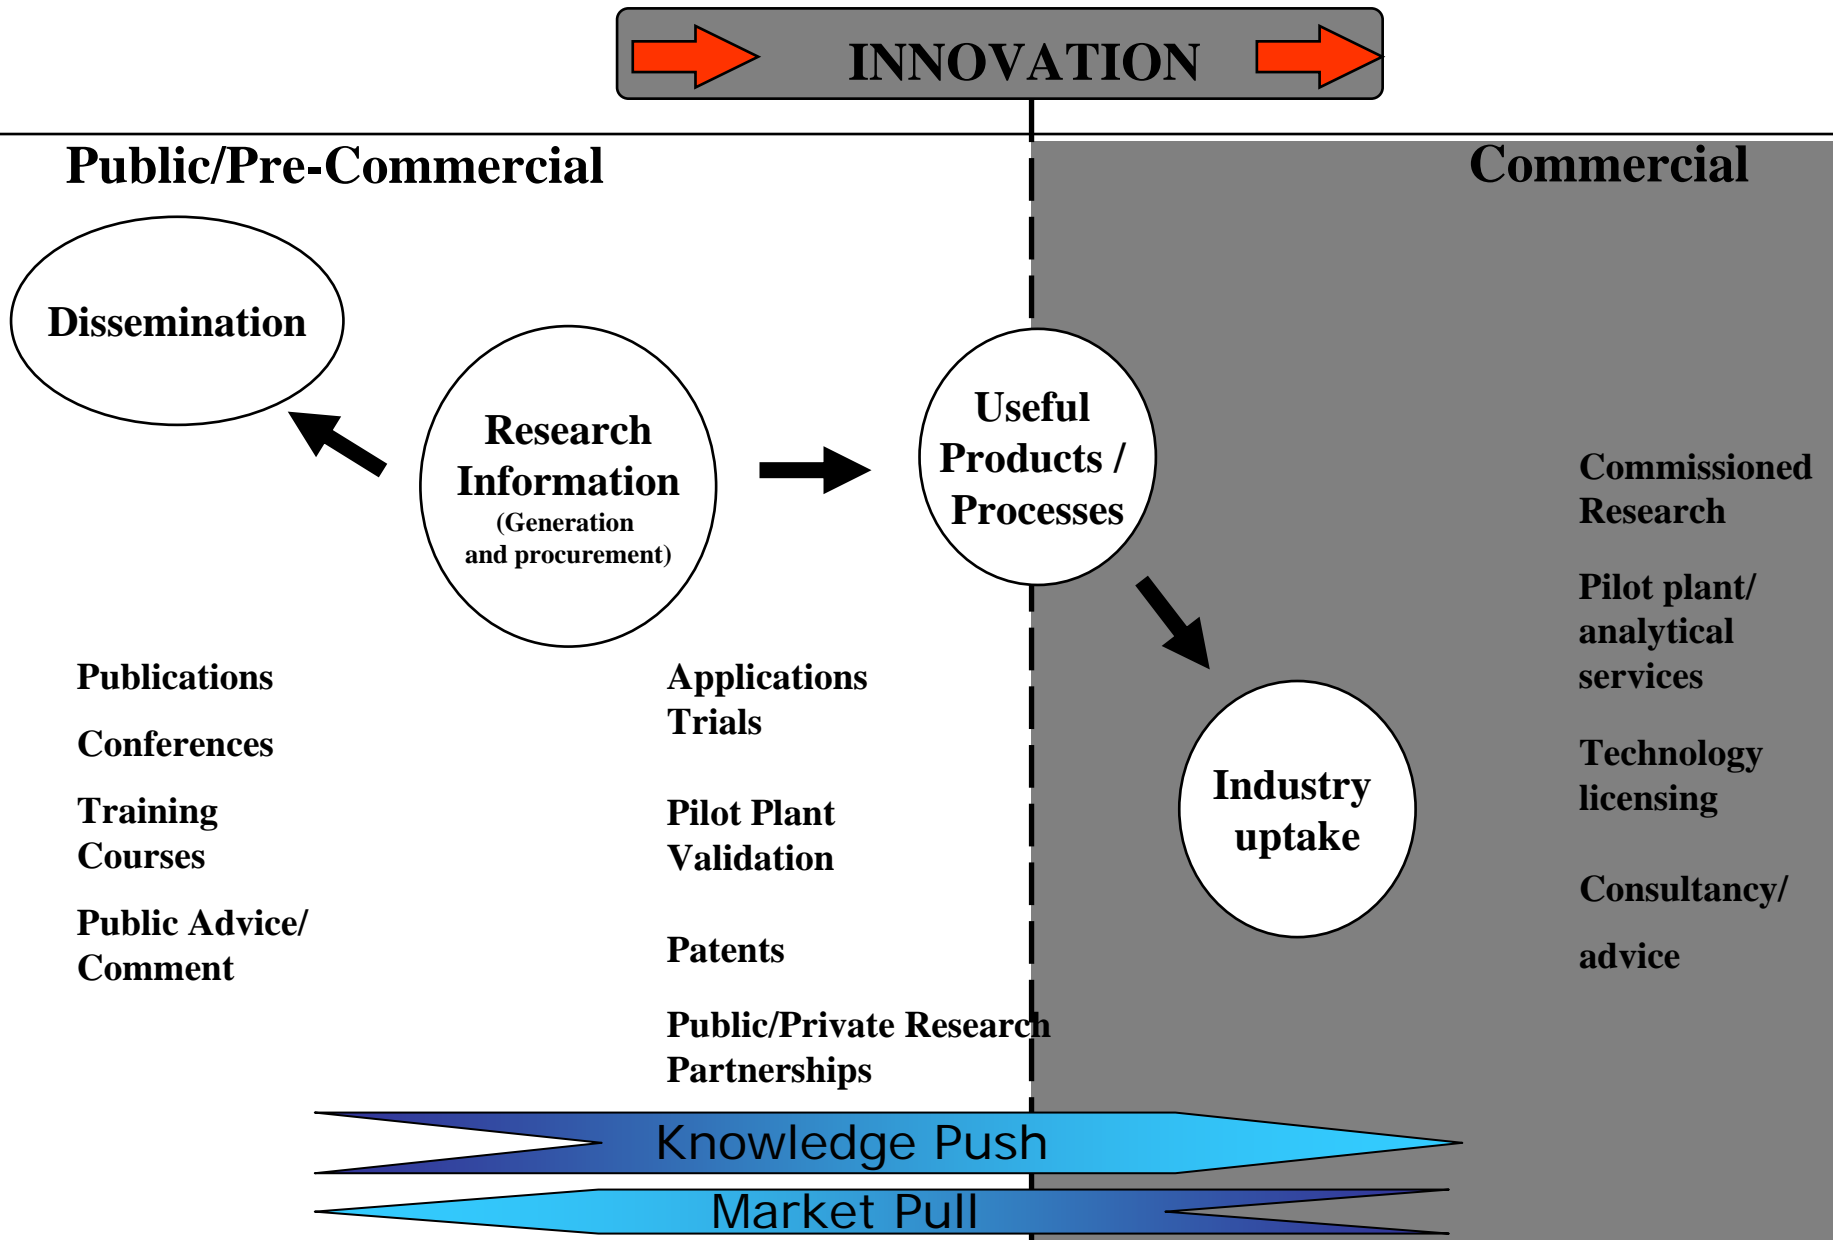 INNOVATION
Public/Pre-Commercial
Commercial
Dissemination
Research
Information
(Generation
and procurement)
Useful
Products /
Processes
Industry
uptake
Publications
Conferences
Training
Courses
Public Advice/
Comment
Applications
Trials
Pilot Plant
Validation
Patents
Public/Private Research
Partnerships
Commissioned
Research
Pilot plant/
analytical
services
Technology
licensing
Consultancy/
advice
Knowledge Push
Market Pull